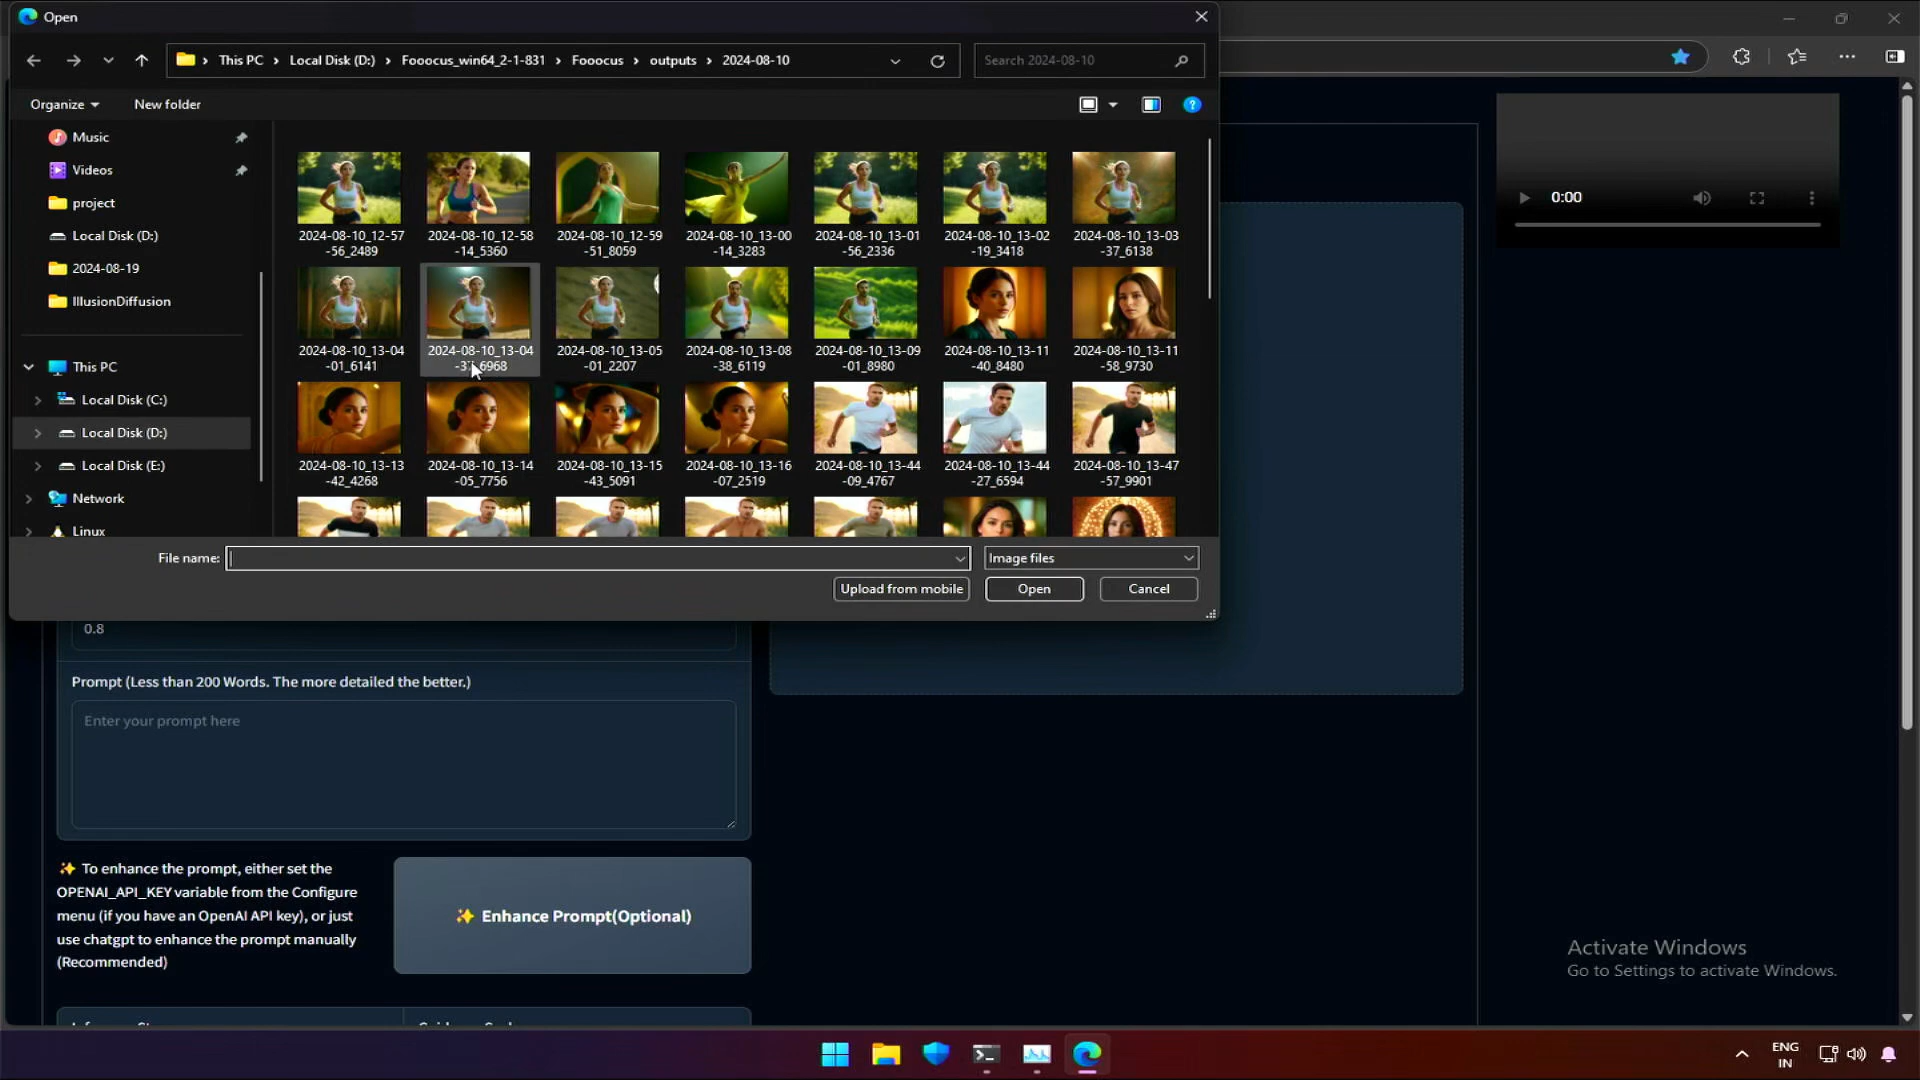 Open
This PC
Local Disk (D:)
Fooocus_win64_2-1-831
Fooocus
outputs
2024-08-10
Search 2024-08-10
Organize
New folder
Music
Videos
project
Local Disk (D:)
2024-08-19
IllusionDiffusion
This PC
Local Disk (C:)
Local Disk (D:)
Local Disk (E:)
Network
Linux
2024-08-10_12-57
-56_2489
2024-08-10_12-58
-14_5360
2024-08-10_12-59
-51_8059
2024-08-10_13-00
-14_3283
2024-08-10_13-01
-56_2336
2024-08-10_13-02
-19_3418
2024-08-10_13-03
-37_6138
2024-08-10_13-04
-01_6141
2024-08-10_13-04
2024-08-10_13-05
-01_2207
2024-08-10_13-08
-38_6119
2024-08-10_13-09
-01_8980
2024-08-10_13-11
-40_8480
2024-08-10_13-11
-58_9730
2024-08-10_13-13
-42_4268
2024-08-10_13-14
-05_7756
2024-08-10_13-15
-43_5091
2024-08-10_13-16
-07_2519
2024-08-10_13-44
-09_4767
2024-08-10_13-44
-27_6594
2024-08-10_13-47
-57_9901
File name:
Image files
Upload from mobile
Open
Cancel
0:00
0.8
Prompt (Less than 200 Words. The more detailed the better.)
Enter your prompt here
✨ To enhance the prompt, either set the
OPENAI_API_KEY variable from the Configure
menu (if you have an OpenAI API key), or just
use chatgpt to enhance the prompt manually
(Recommended)
✨ Enhance Prompt(Optional)
Activate Windows
Go to Settings to activate Windows.
ENG
IN